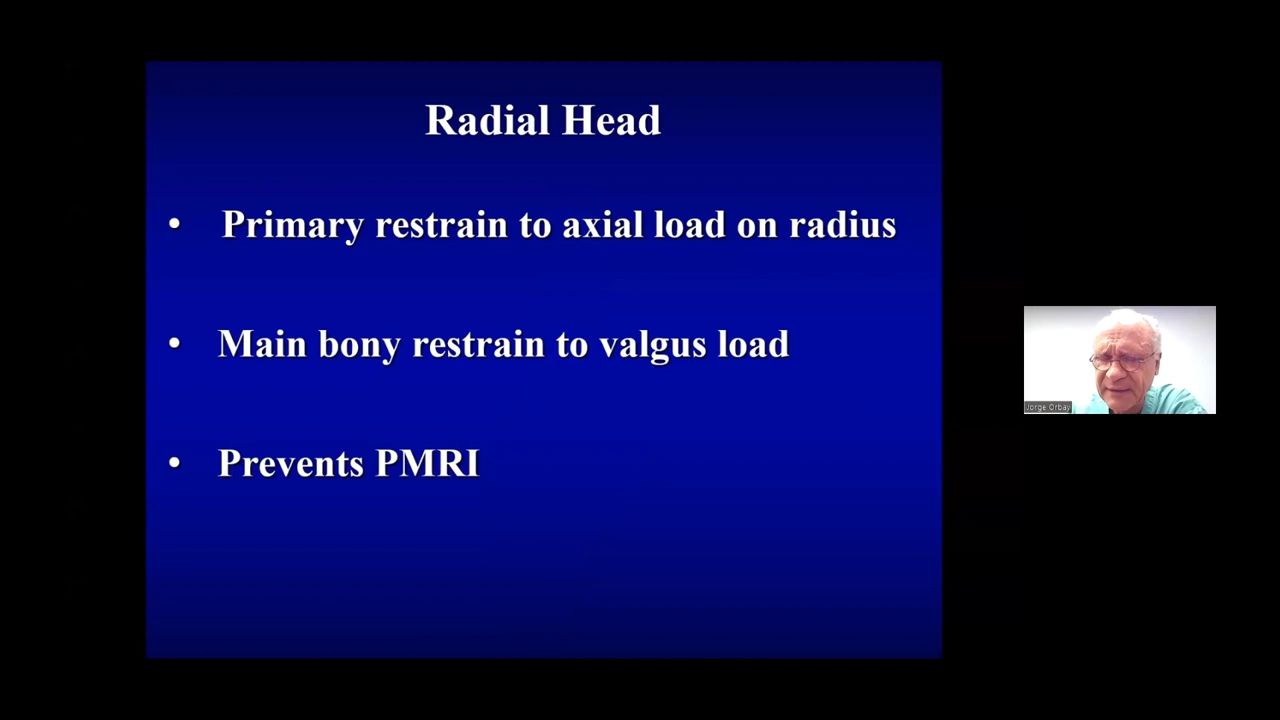 Radial Head
• Primary restrain to axial load on radius
• Main bony restrain to valgus load
• Prevents PMRI
Jorge Orbay